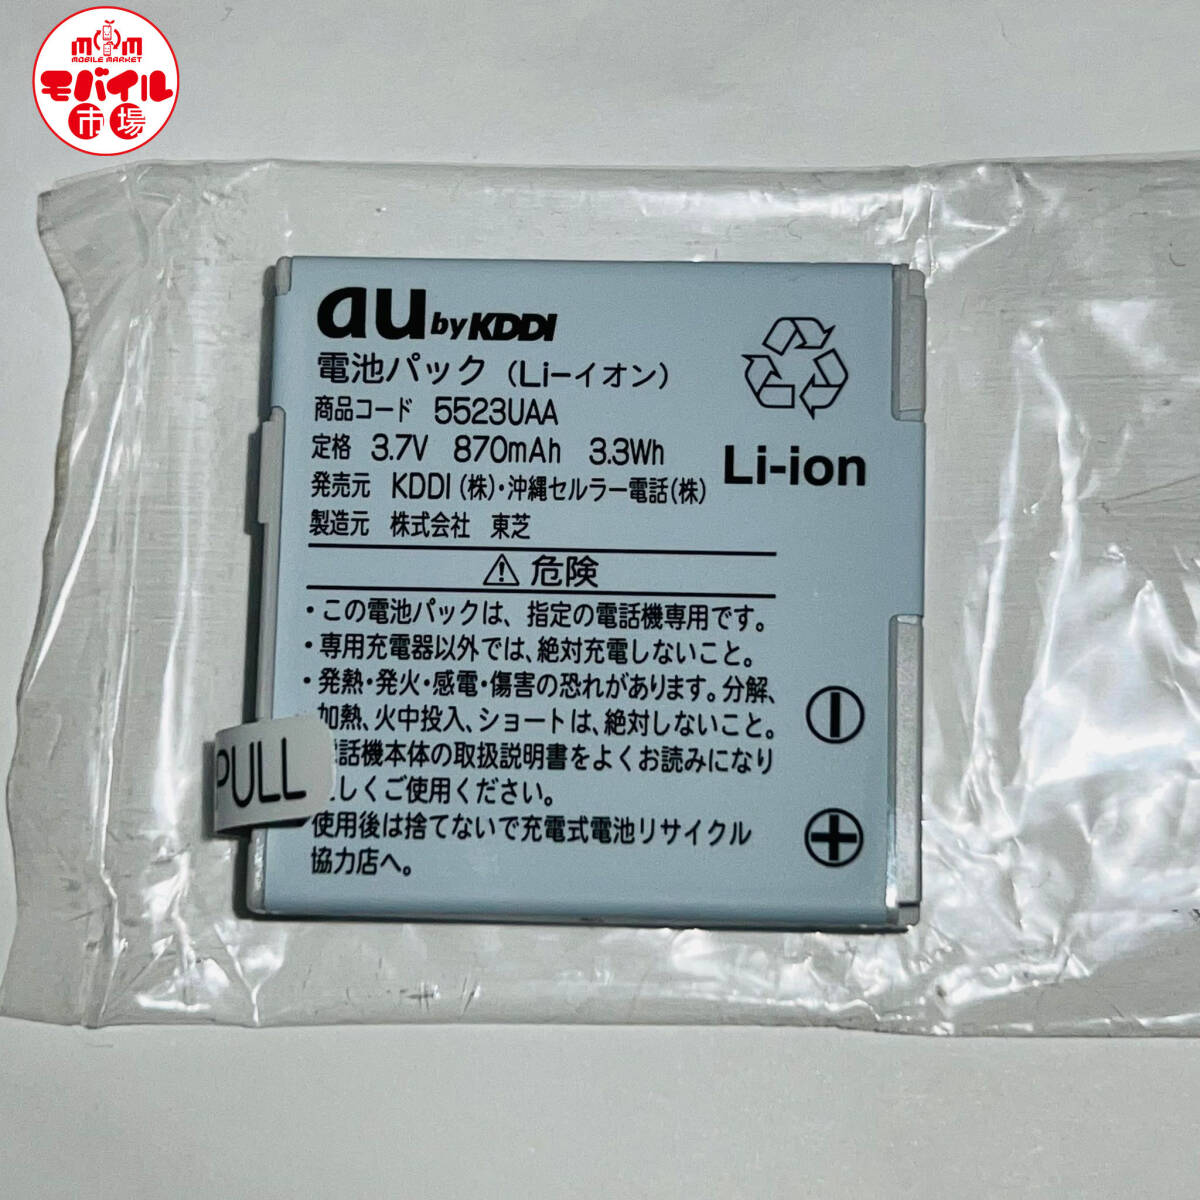 mm
MOBILE MARKET
モバイル
市場
au by KDDI
電池パック（Li−イオン）
商品コード 5523UAA
定格 3.7V 870mAh 3.3Wh
発売元 KDDI（株）・沖縄セルラー電話（株）
製造元 株式会社 東芝
Li-ion
⚠危険
・この電池パックは、指定の電話機専用です。
・専用充電器以外では、絶対充電しないこと。
・発熱・発火・感電・傷害の恐れがあります。分解、
加熱、火中投入、ショートは、絶対しないこと。
電話機本体の取扱説明書をよくお読みになり
しくご使用ください。
・使用後は捨てないで充電式電池リサイクル
協力店へ。
PULL